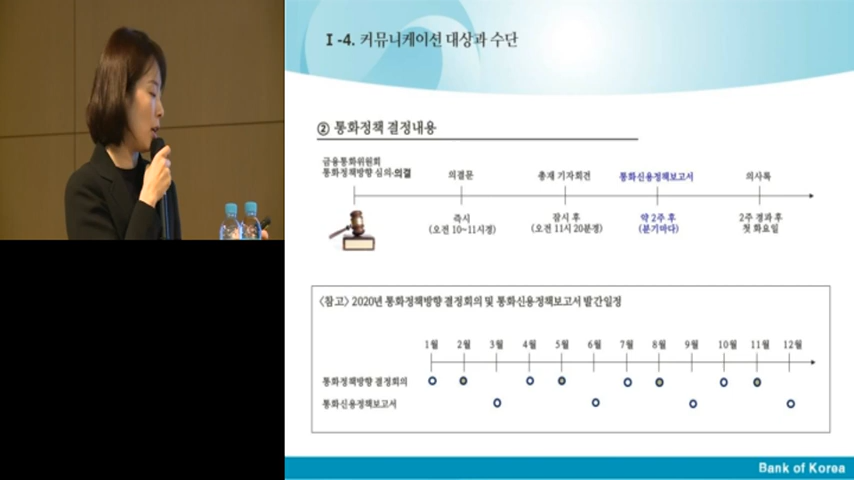 Ⅰ-4. 커뮤니케이션 대상과 수단
② 통화정책 결정내용
금융통화위원회
통화정책방향 심의·의결
의결문
총재 기자회견
통화신용정책보고서
의사록
즉시
(오전 10~11시경)
잠시 후
(오전 11시 20분경)
약 2주 후
(분기마다)
2주 경과 후
첫 화요일
<참고> 2020년 통화정책방향 결정회의 및 통화신용정책보고서 발간일정
1월 2월 3월 4월 5월 6월 7월 8월 9월 10월 11월 12월
통화정책방향 결정회의
통화신용정책보고서
Bank of Korea